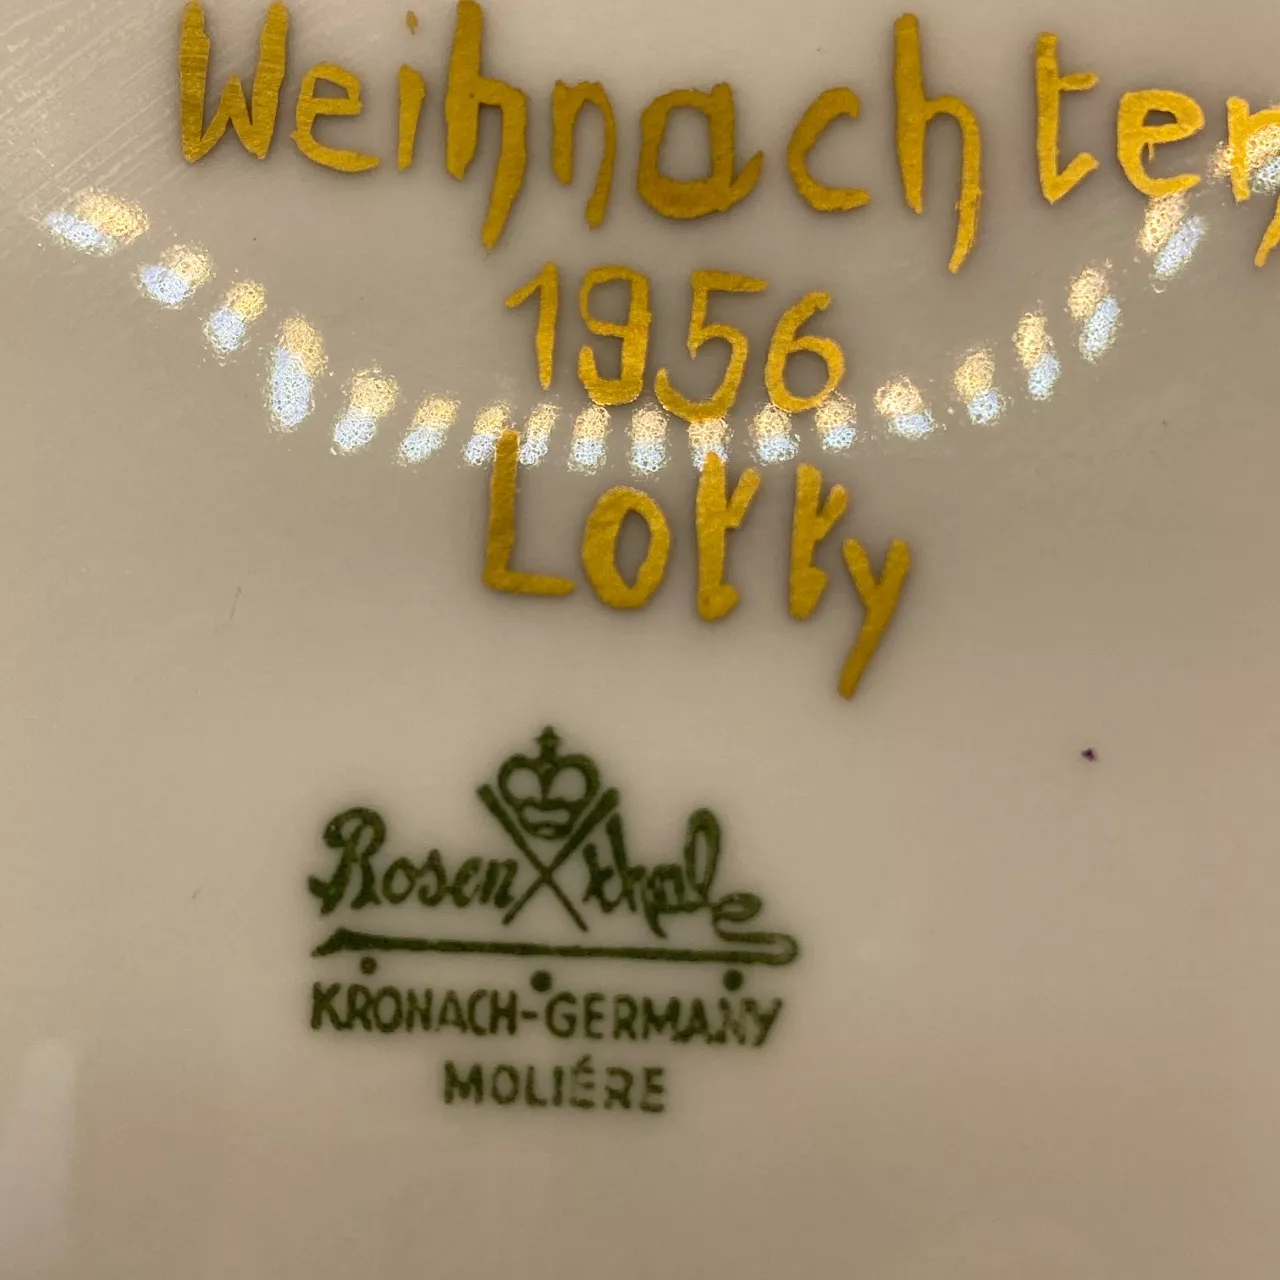 Weihnachten
1956
Lotty
Rosenthal
KRONACH-GERMANY
MOLIÉRE